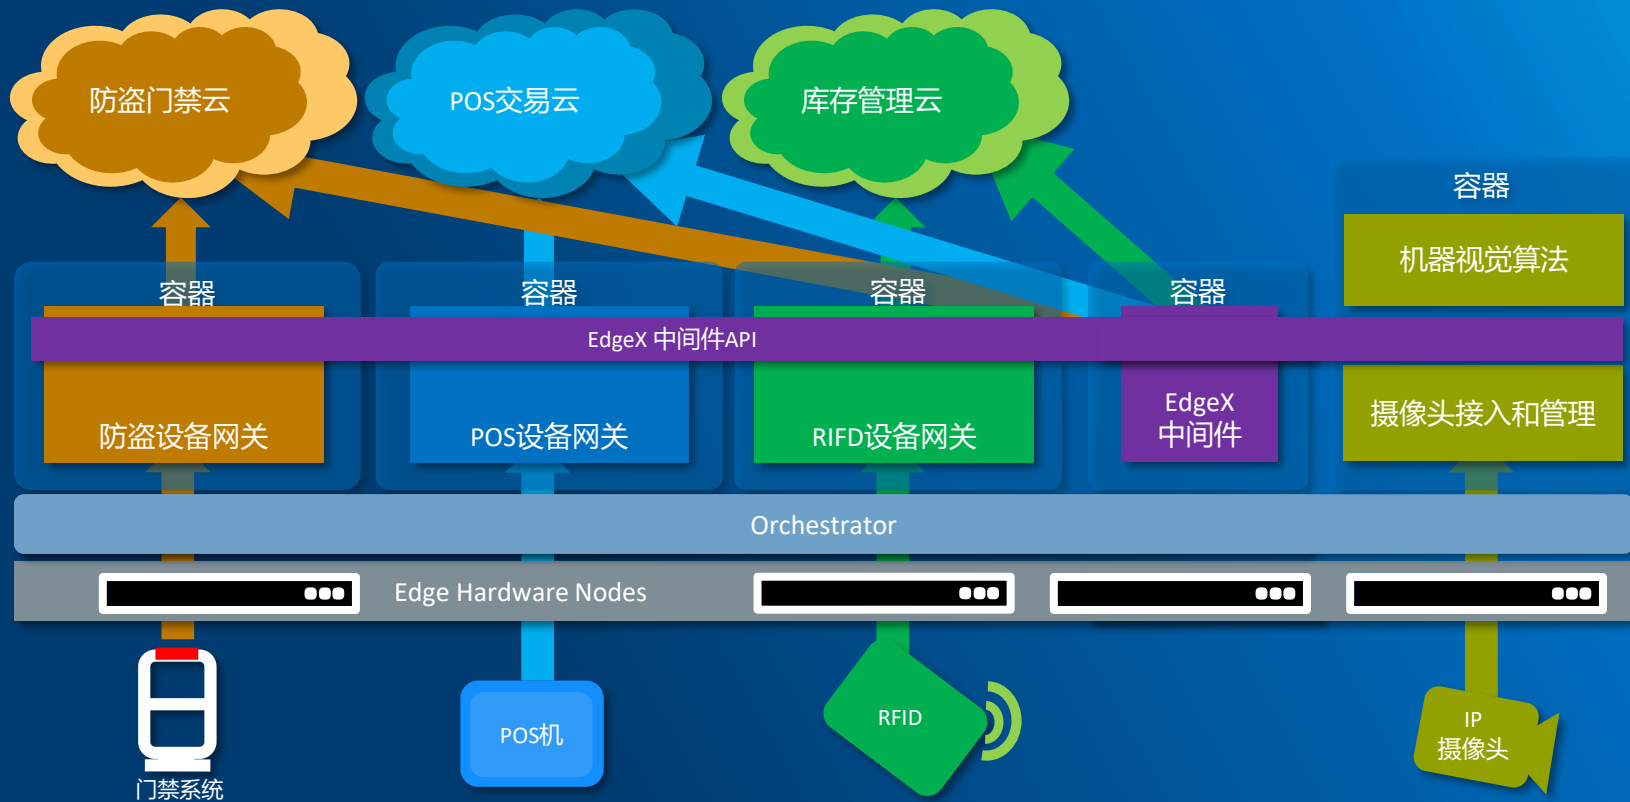 防盗门禁云
POS交易云
库存管理云
容器
机器视觉算法
容器
容器
容器
容器
EdgeX 中间件API
防盗设备网关
POS设备网关
RIFD设备网关
EdgeX
中间件
摄像头接入和管理
Orchestrator
Edge Hardware Nodes
门禁系统
POS机
RFID
IP
摄像头